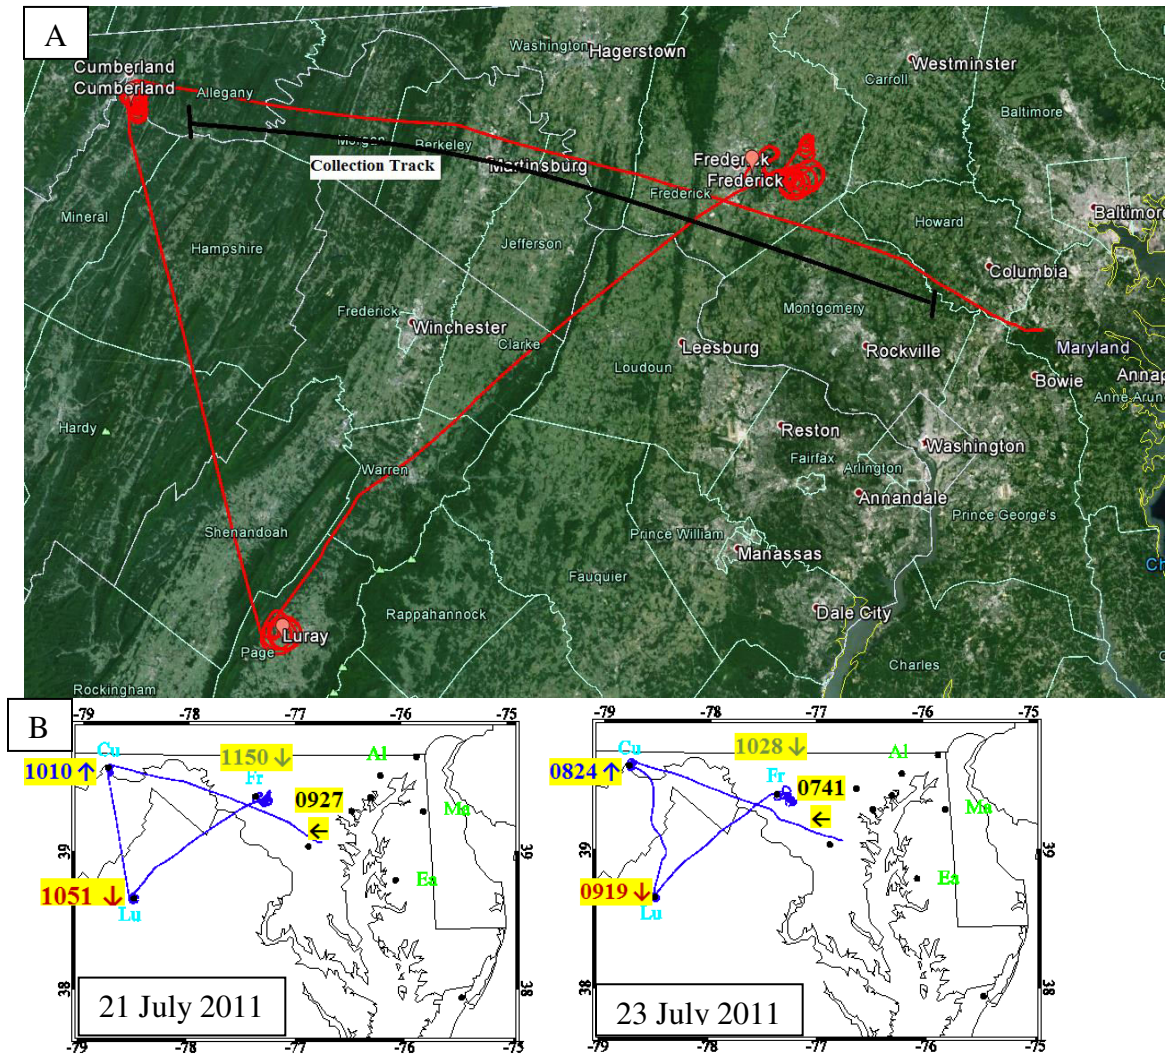 A
Washington
Hagerstown
Westminster
Cumberland
Cumberland
Carroll
Allegany
Baltimore
Morgan
Berkeley
Collection Track
Martinsburg
Frederick
Frederick
Mineral
Frederick
Baltimore
Howard
Hampshire
Jefferson
Columbia
Montgomery
Frederick
Winchester
Clarke
Leesburg
Rockville
Maryland
Loudoun
Bowie
Annap
Anne Arun
Hardy
Reston
Washington
Fairfax
Arlington
Warren
Annandale
Prince George's
Shenandoah
Prince William
Manassas
Ch
Fauquier
Rappahannock
Dale City
Luray
Page
Charles
Rockingham
B
-79 -78 -77 -76 -75
Cu
1150 ↓
Al
1010 ↑
Fr
0927
←
Ma
39
Ea
1051 ↓
Lu
38
21 July 2011
-79 -78 -77 -76 -75
-79 -78 -77 -76 -75
Cu
1028 ↓
Al
0824 ↑
Fr
0741
←
Ma
39
Ea
0919 ↓
Lu
38
23 July 2011
-79 -78 -77 -76 -75